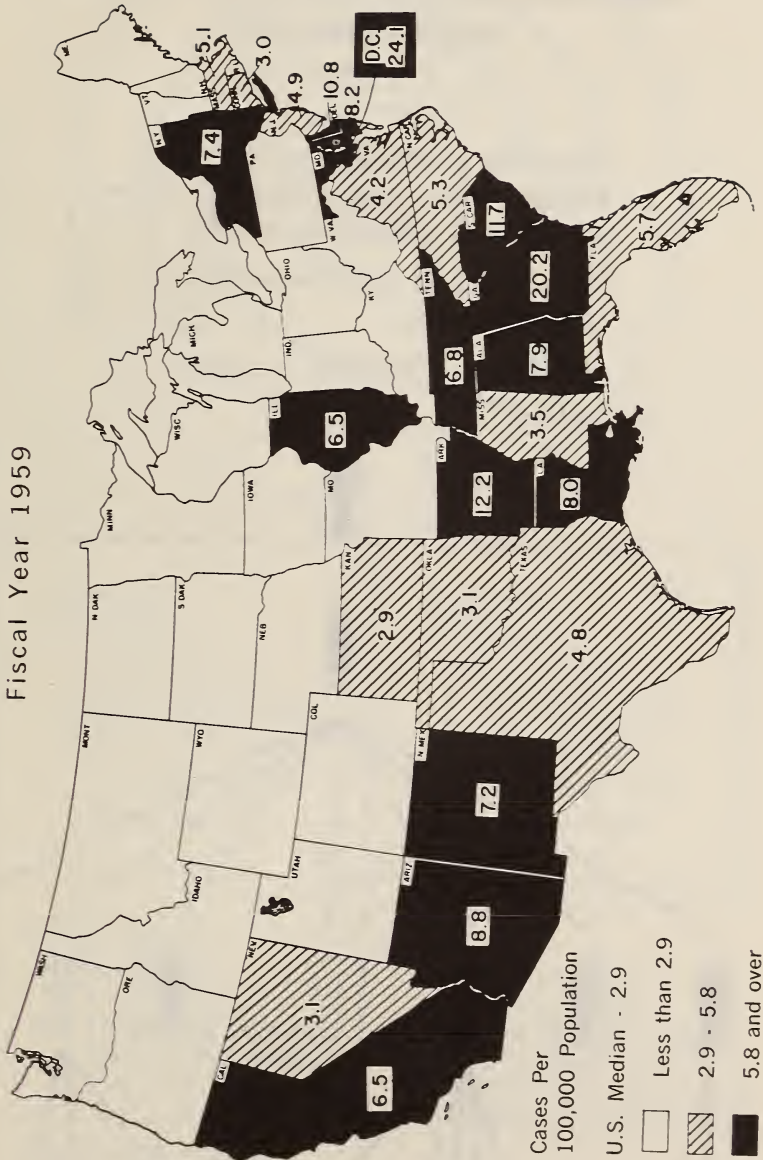 Fiscal Year 1959
WASH
ORE
CAL
6.5
NEV
3.1
IDAHO
MONT
WYO
UTAH
ARIZ
8.8
COL
N MEX
7.2
N DAK
S DAK
NEB
KAN
2.9
OKLA
3.1
TEXAS
4.8
MINN
IOWA
MO
ARK
12.2
LA
8.0
WISC
ILL
6.5
MICH
IND
OHIO
KY
TENN
6.8
MISS
3.5
ALA
7.9
20.2
FLA
5.7
S CAR
11.7
N CAR
5.3
VA
4.2
W VA
PA
NY
7.4
VT
NH
ME
5.1
3.0
N.J.
4.9
DEL
10.8
MD
8.2
D.C.
24.1
Cases Per
100,000 Population
U.S. Median - 2.9
Less than 2.9
2.9 - 5.8
5.8 and over